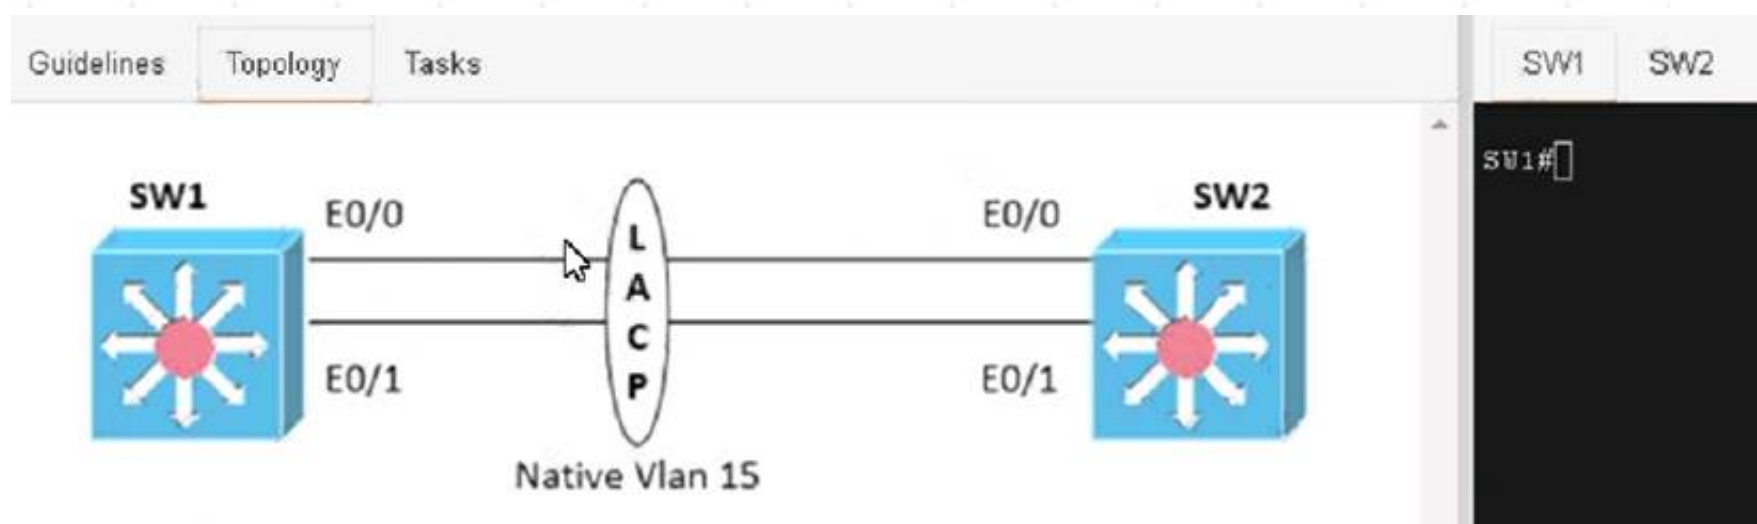 Guidelines Topology Tasks
SW1 SW2
SW1#
SW1
SW2
E0/0
E0/0
L
A
C
P
E0/1
E0/1
Native Vlan 15